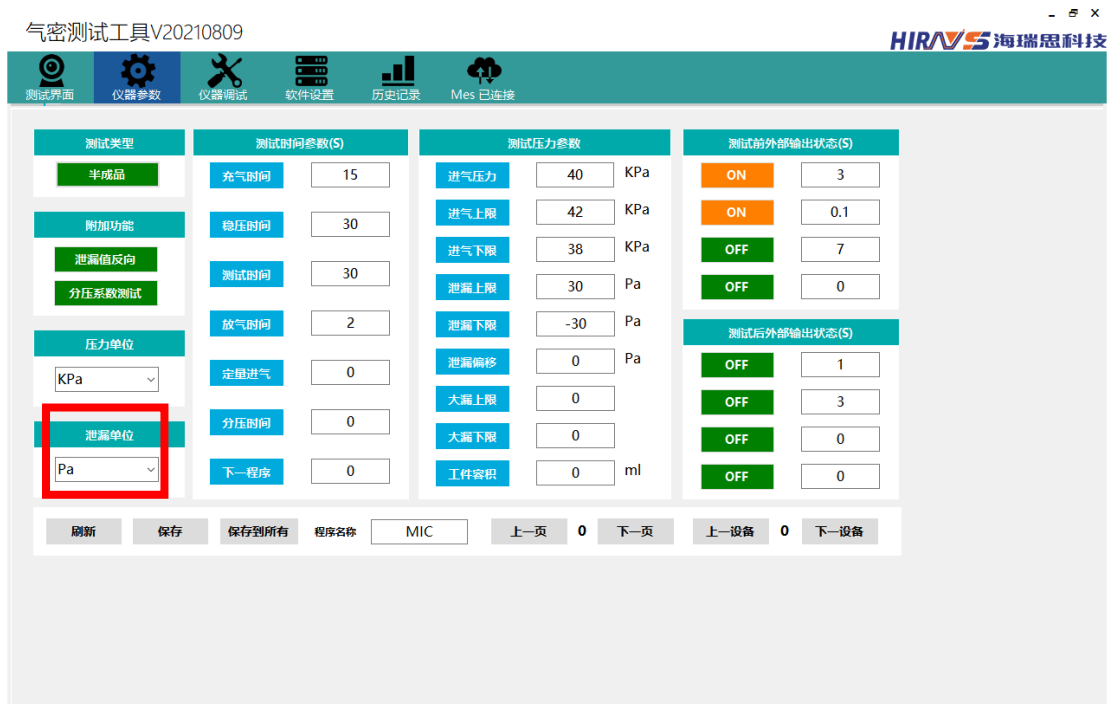 气密测试工具V20210809
HIRAYS海瑞思科技
测试界面 仪器参数 仪器调试 软件设置 历史记录 Mes 已连接
测试类型
半成品
附加功能
泄漏值反向
分压系数测试
压力单位
KPa
泄漏单位
Pa
测试时间参数(S)
充气时间 15
稳压时间 30
测试时间 30
放气时间 2
定量进气 0
分压时间 0
下一程序 0
测试压力参数
进气压力 40 KPa
进气上限 42 KPa
进气下限 38 KPa
泄漏上限 30 Pa
泄漏下限 -30 Pa
泄漏偏移 0 Pa
大漏上限 0
大漏下限 0
工件容积 0 ml
测试前外部输出状态(S)
ON 3
ON 0.1
OFF 7
OFF 0
测试后外部输出状态(S)
OFF 1
OFF 3
OFF 0
OFF 0
刷新 保存 保存到所有 程序名称 MIC 上一页 0 下一页 上一设备 0 下一设备